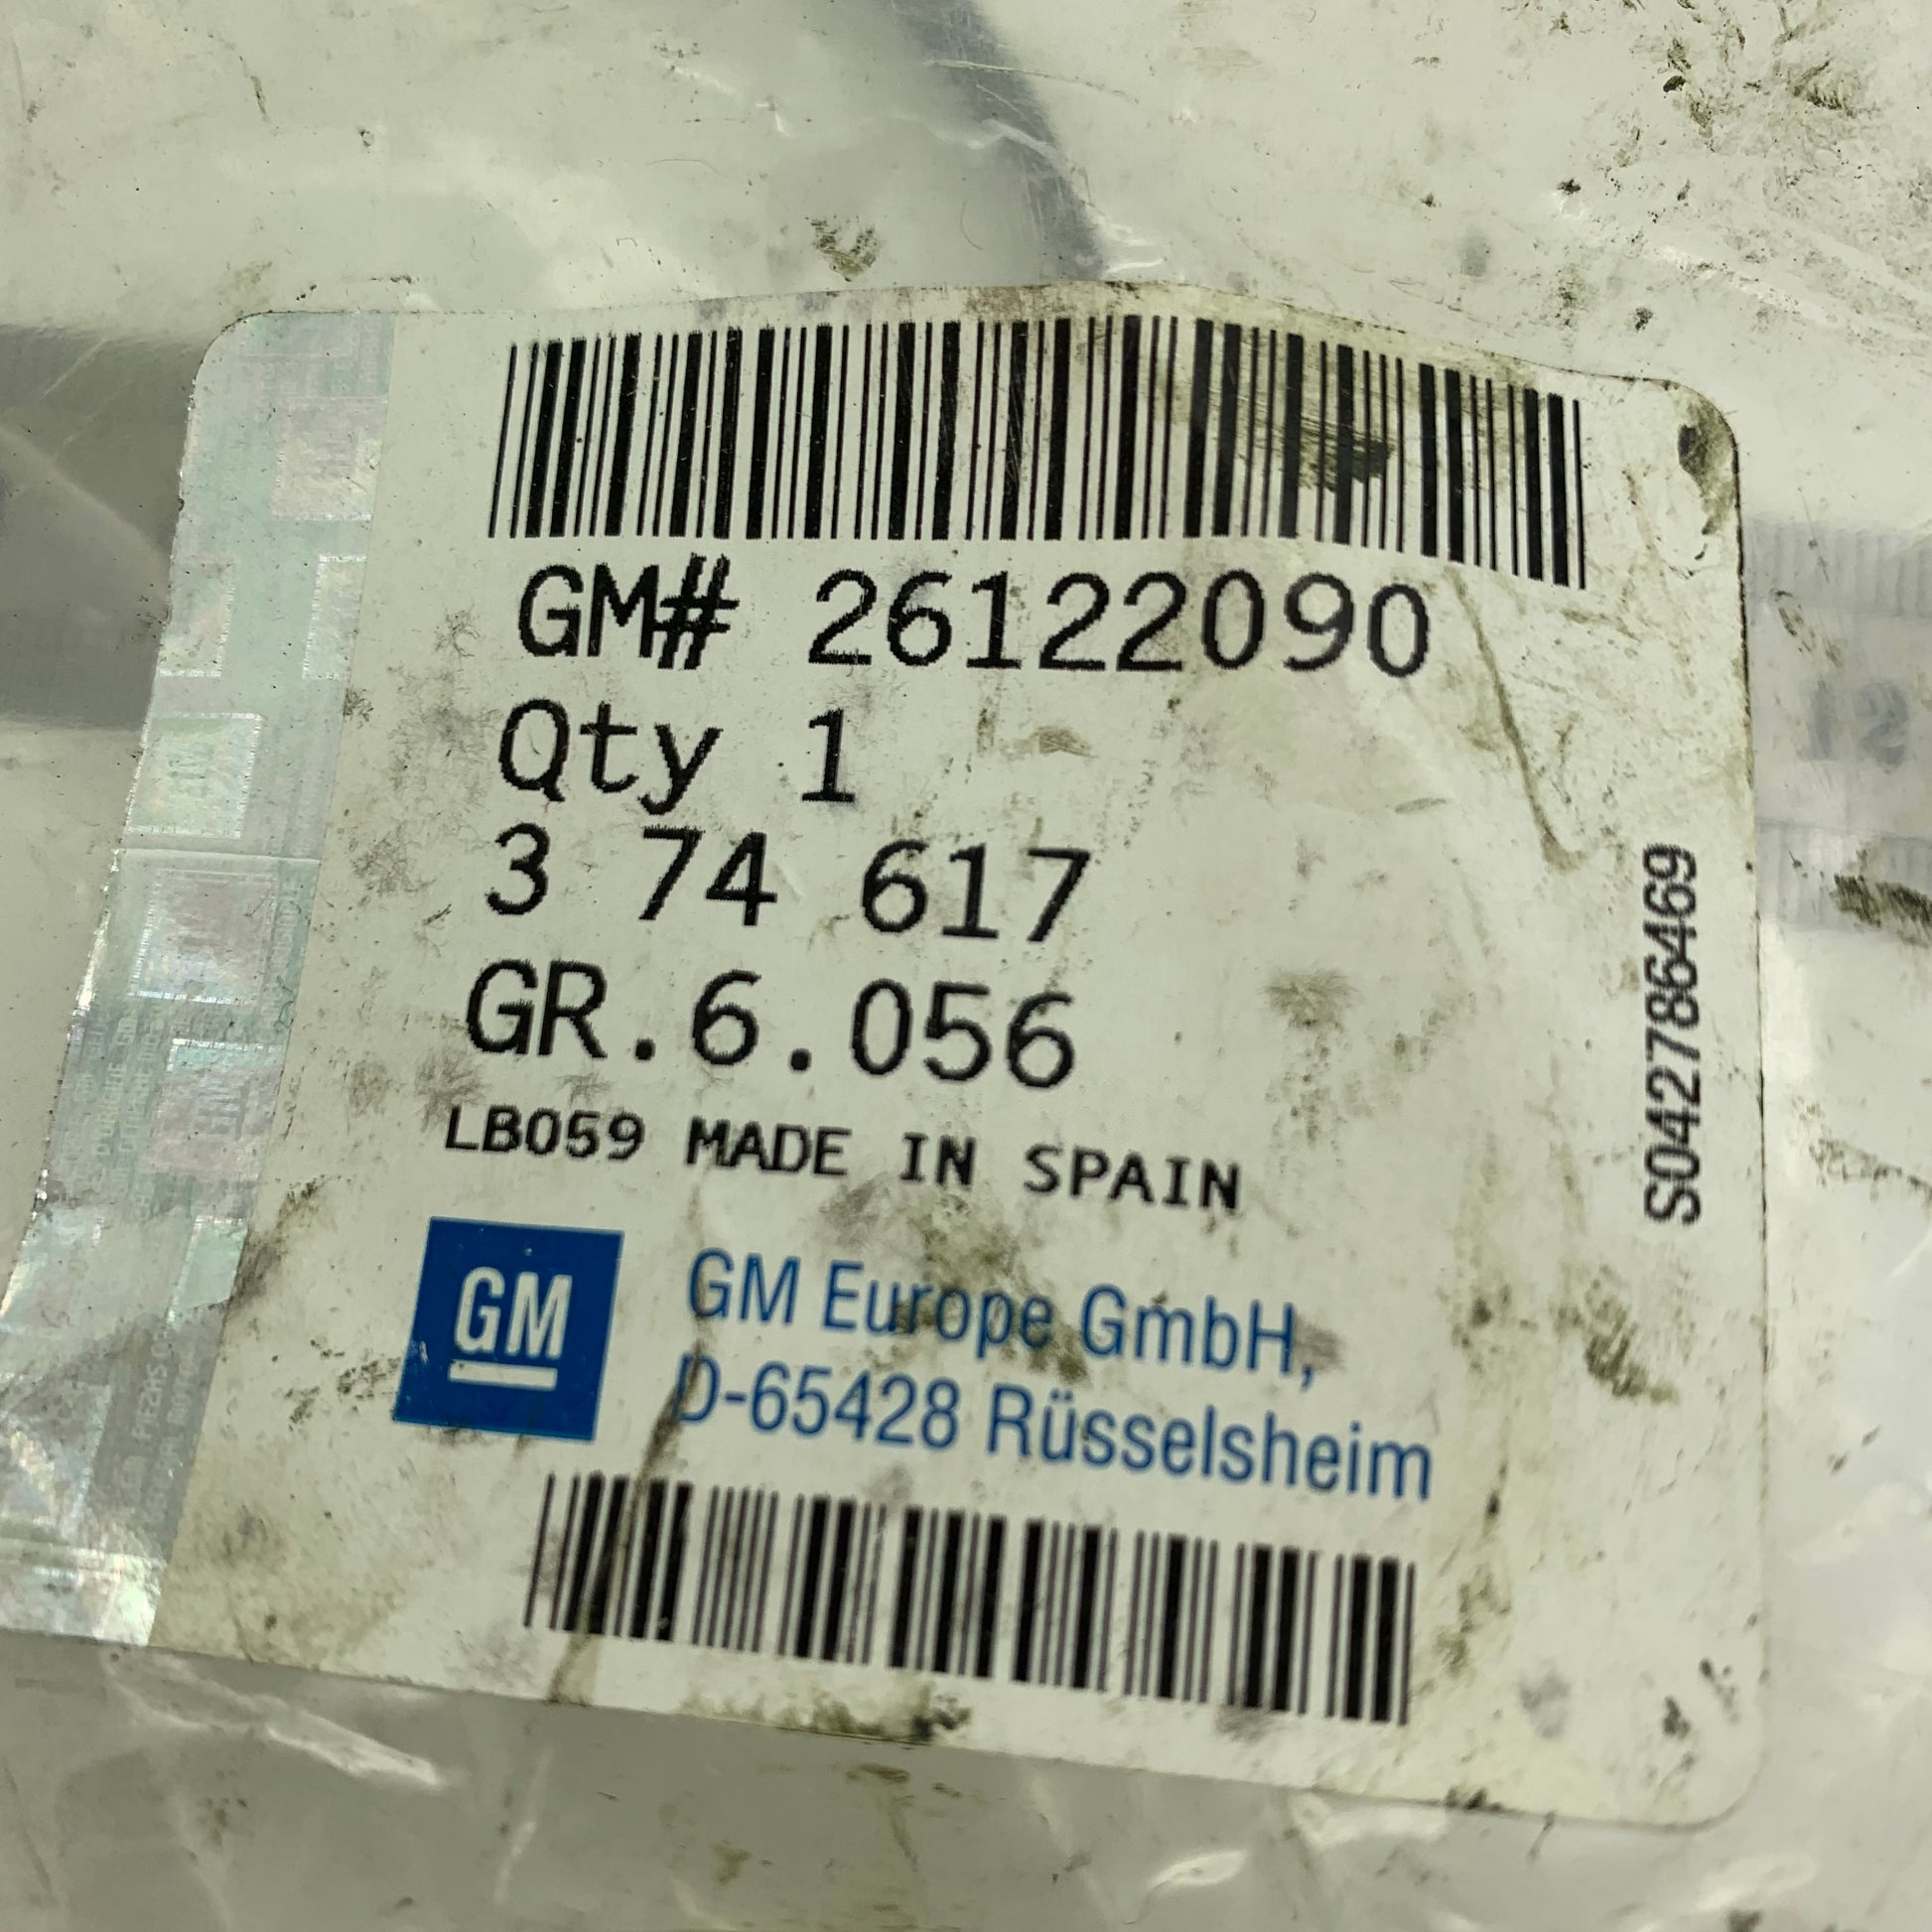 GM# 26122090
Qty 1
3 74 617
GR.6.056
LB059 MADE IN SPAIN
GM
GM Europe GmbH,
D-65428 Rüsselsheim
S042786469